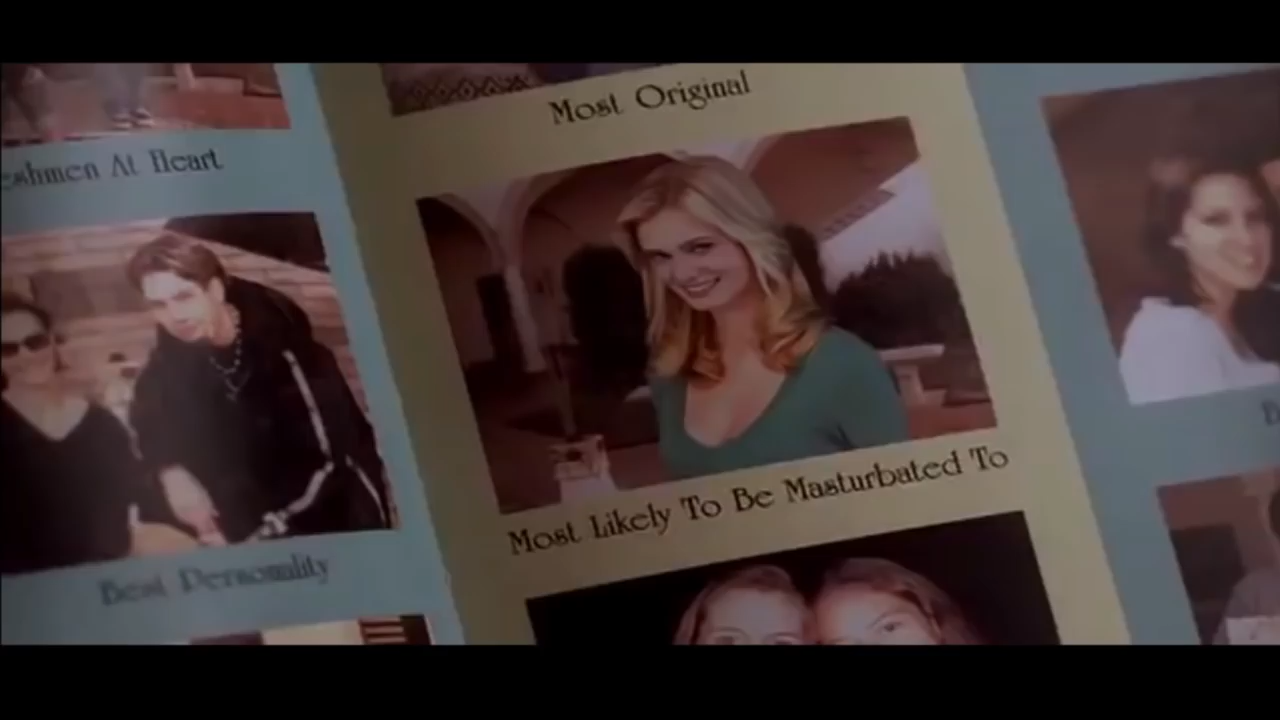 Most Original
eshmen At Heart
Most Likely To Be Masturbated To
Best Personality